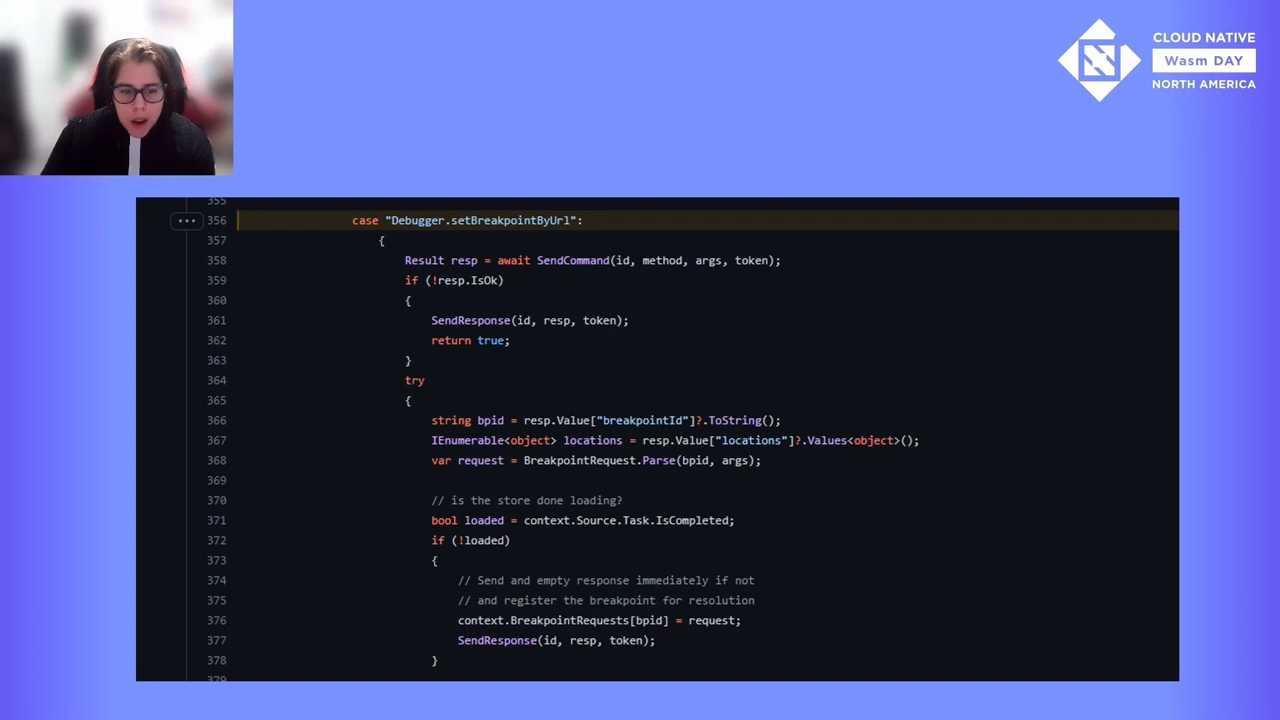 CLOUD NATIVE
Wasm DAY
NORTH AMERICA
355
... 356 case "Debugger.setBreakpointByUrl":
357 {
358 Result resp = await SendCommand(id, method, args, token);
359 if (!resp.IsOk)
360 {
361 SendResponse(id, resp, token);
362 return true;
363 }
364 try
365 {
366 string bpid = resp.Value["breakpointId"]?.ToString();
367 IEnumerable<object> locations = resp.Value["locations"]?.Values<object>();
368 var request = BreakpointRequest.Parse(bpid, args);
369
370 // is the store done loading?
371 bool loaded = context.Source.Task.IsCompleted;
372 if (!loaded)
373 {
374 // Send and empty response immediately if not
375 // and register the breakpoint for resolution
376 context.BreakpointRequests[bpid] = request;
377 SendResponse(id, resp, token);
378 }
379